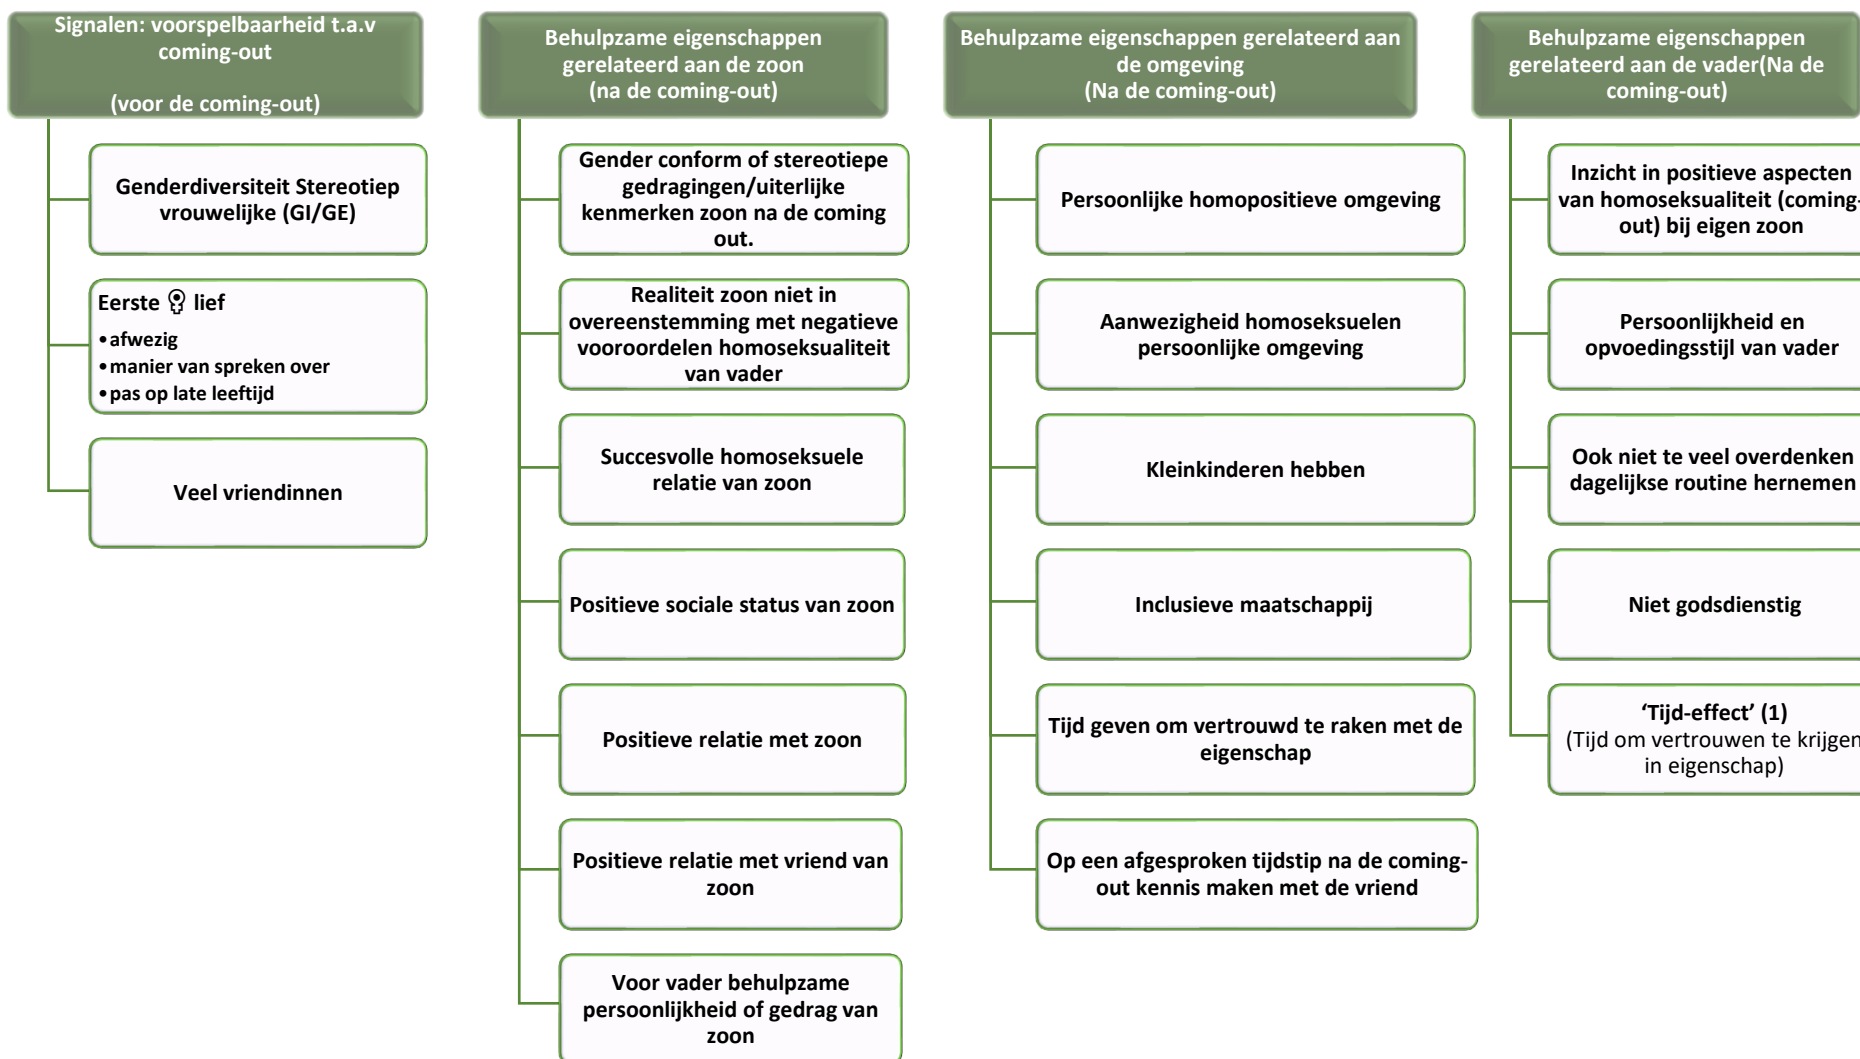 Signalen: voorspelbaarheid t.a.v
coming-out
(voor de coming-out)
Genderdiversiteit Stereotiep
vrouwelijke (GI/GE)
Eerste lief
•afwezig
•manier van spreken over
•pas op late leeftijd
Veel vriendinnen
Behulpzame eigenschappen
gerelateerd aan de zoon
(na de coming-out)
Gender conform of stereotiepe
gedragingen/uiterlijke
kenmerken zoon na de coming
out.
Realiteit zoon niet in
overeenstemming met negatieve
vooroordelen homoseksualiteit
van vader
Succesvolle homoseksuele
relatie van zoon
Positieve sociale status van zoon
Positieve relatie met zoon
Positieve relatie met vriend van
zoon
Voor vader behulpzame
persoonlijkheid of gedrag van
zoon
Behulpzame eigenschappen gerelateerd aan
de omgeving
(Na de coming-out)
Persoonlijke homopositieve omgeving
Aanwezigheid homoseksuelen
persoonlijke omgeving
Kleinkinderen hebben
Inclusieve maatschappij
Tijd geven om vertrouwd te raken met de
eigenschap
Op een afgesproken tijdstip na de coming-
out kennis maken met de vriend
Behulpzame eigenschappen
gerelateerd aan de vader(Na de
coming-out)
Inzicht in positieve aspecten
van homoseksualiteit (coming-
out) bij eigen zoon
Persoonlijkheid en
opvoedingsstijl van vader
Ook niet te veel overdenken
dagelijkse routine hernemen
Niet godsdienstig
‘Tijd-effect’ (1)
(Tijd om vertrouwen te krijgen
in eigenschap)